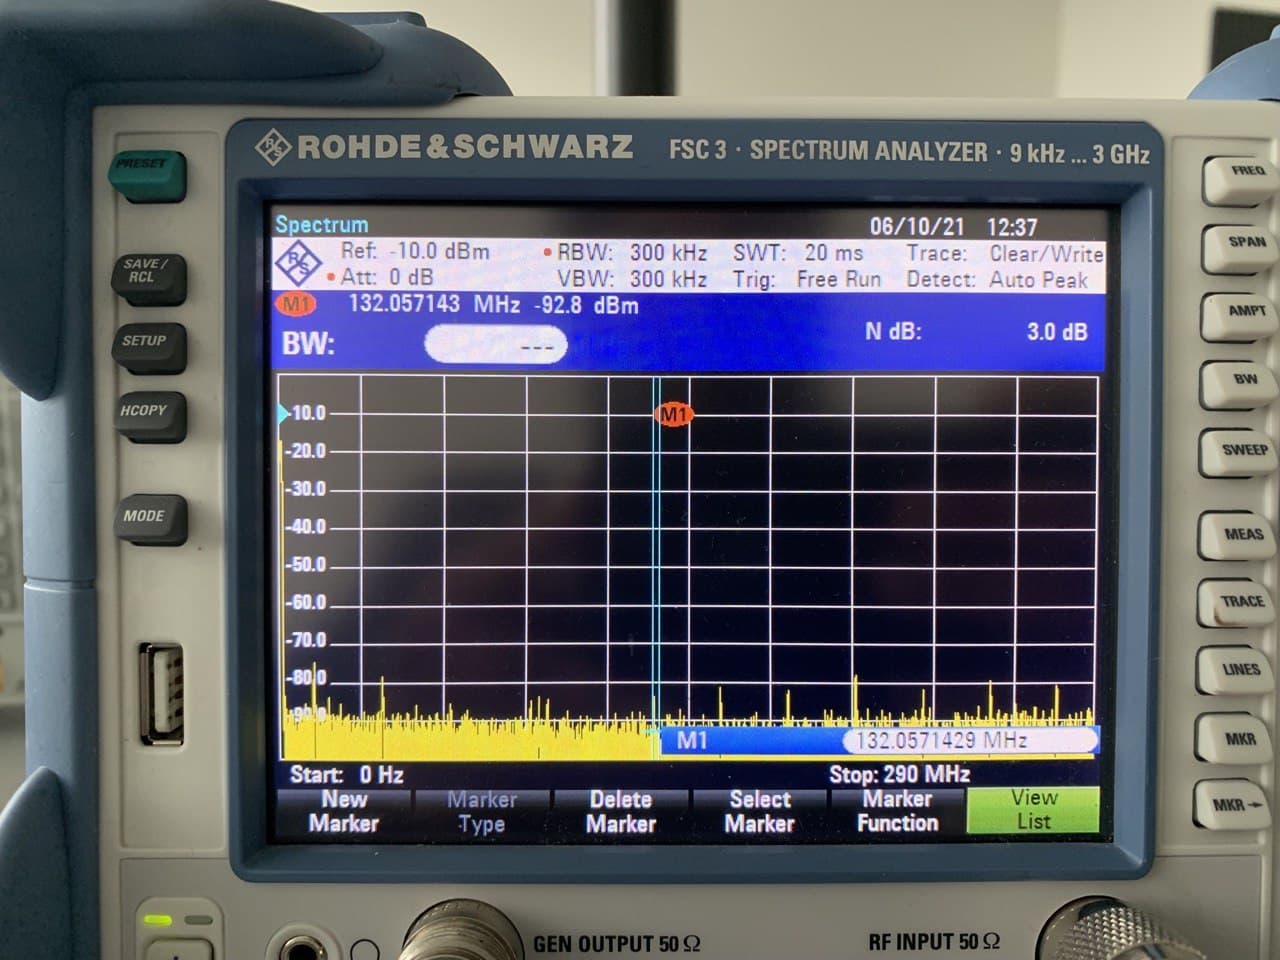 PRESET
SAVE/
RCL
SETUP
HCOPY
MODE
R&S ROHDE&SCHWARZ FSC 3 · SPECTRUM ANALYZER · 9 kHz ... 3 GHz
Spectrum 06/10/21 12:37
R&S Ref: -10.0 dBm RBW: 300 kHz SWT: 20 ms Trace: Clear/Write
Att: 0 dB VBW: 300 kHz Trig: Free Run Detect: Auto Peak
M1 132.057143 MHz -92.8 dBm
BW: --- N dB: 3.0 dB
M1
-10.0
-20.0
-30.0
-40.0
-50.0
-60.0
-70.0
-80.0
-90.0
M1 132.0571429 MHz
Start: 0 Hz Stop: 290 MHz
New
Marker
Marker
Type
Delete
Marker
Select
Marker
Marker
Function
View
List
FREQ
SPAN
AMPT
BW
SWEEP
MEAS
TRACE
LINES
MKR
MKR→
GEN OUTPUT 50 Ω
RF INPUT 50 Ω